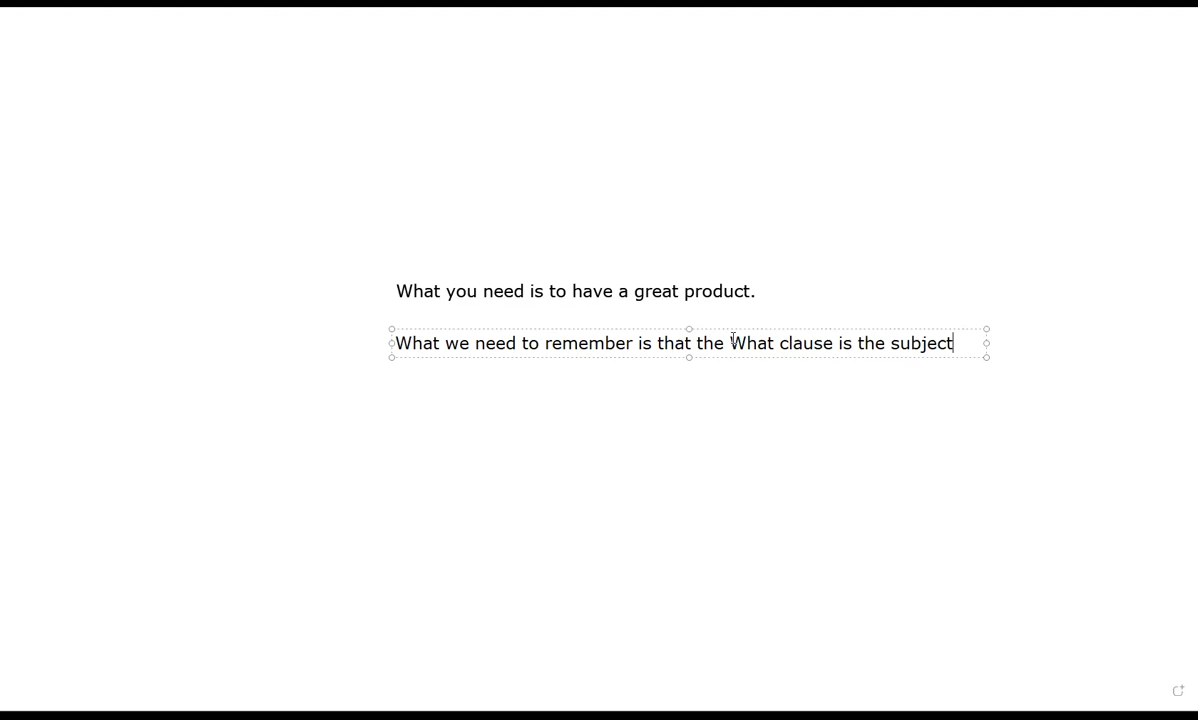 What you need is to have a great product.
What we need to remember is that the What clause is the subject